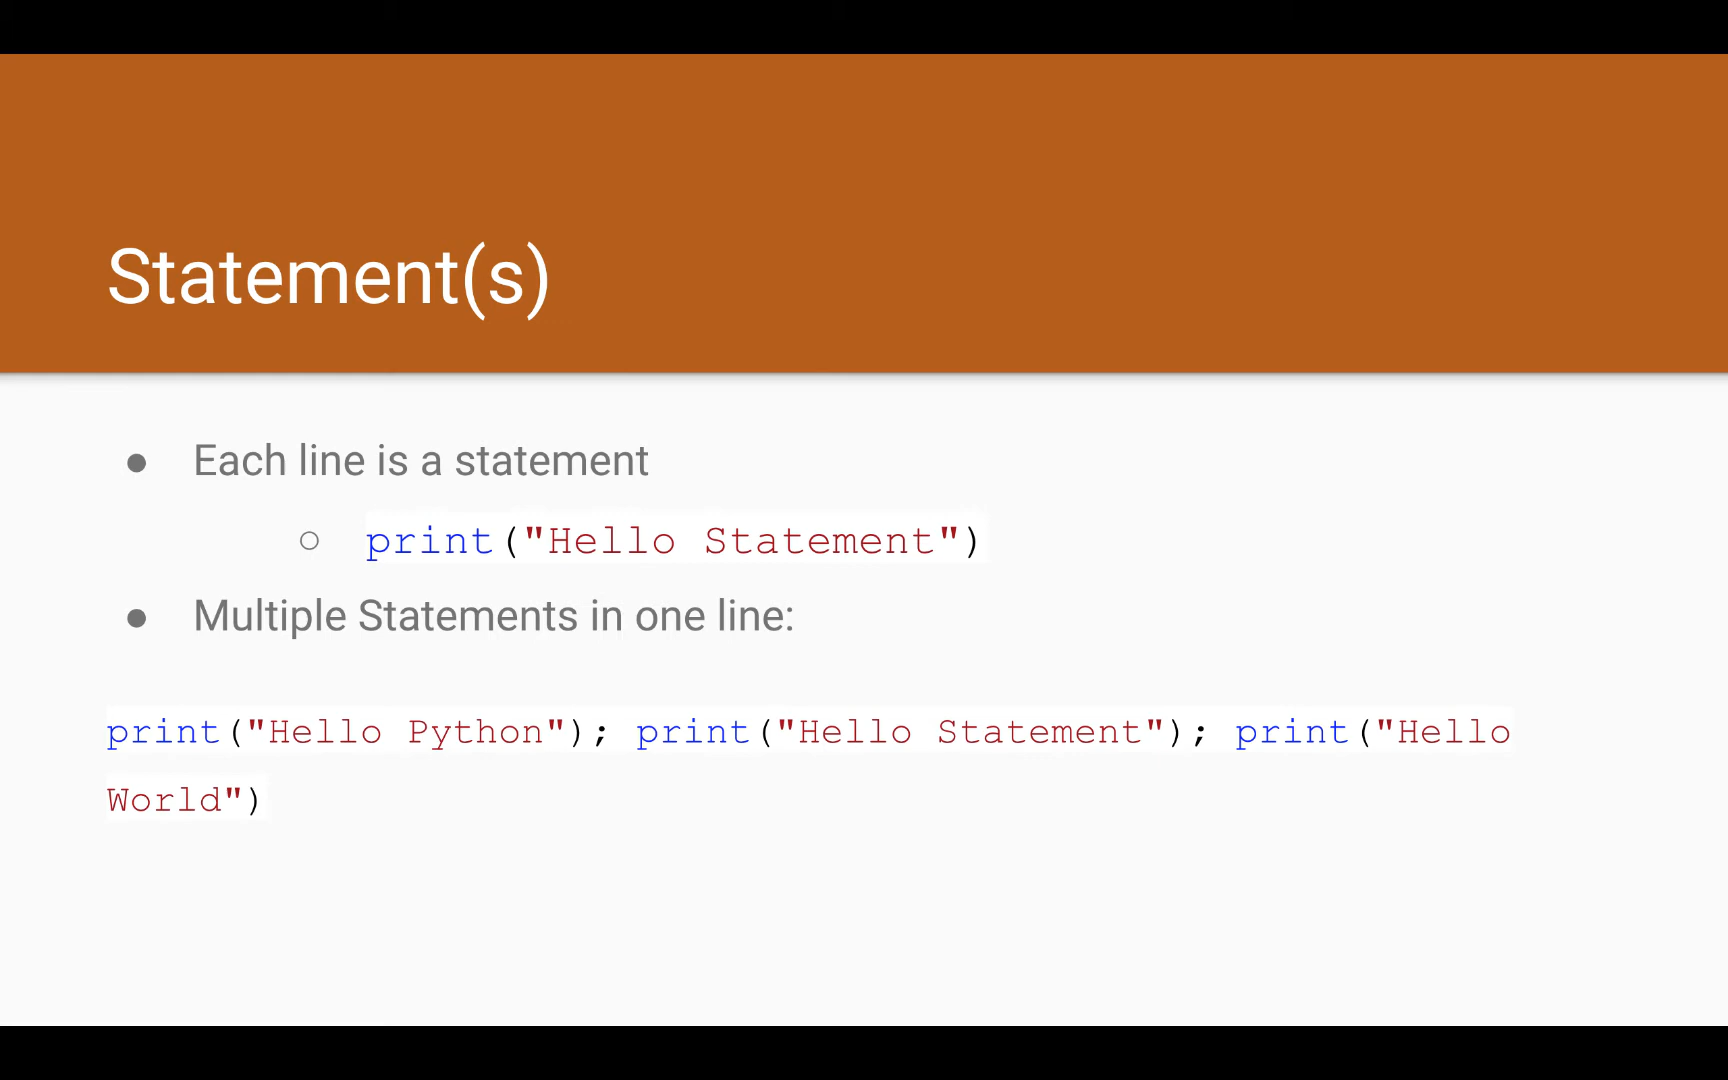 Statement(s)
● Each line is a statement
○ print("Hello Statement")
● Multiple Statements in one line:
print("Hello Python"); print("Hello Statement"); print("Hello
World")